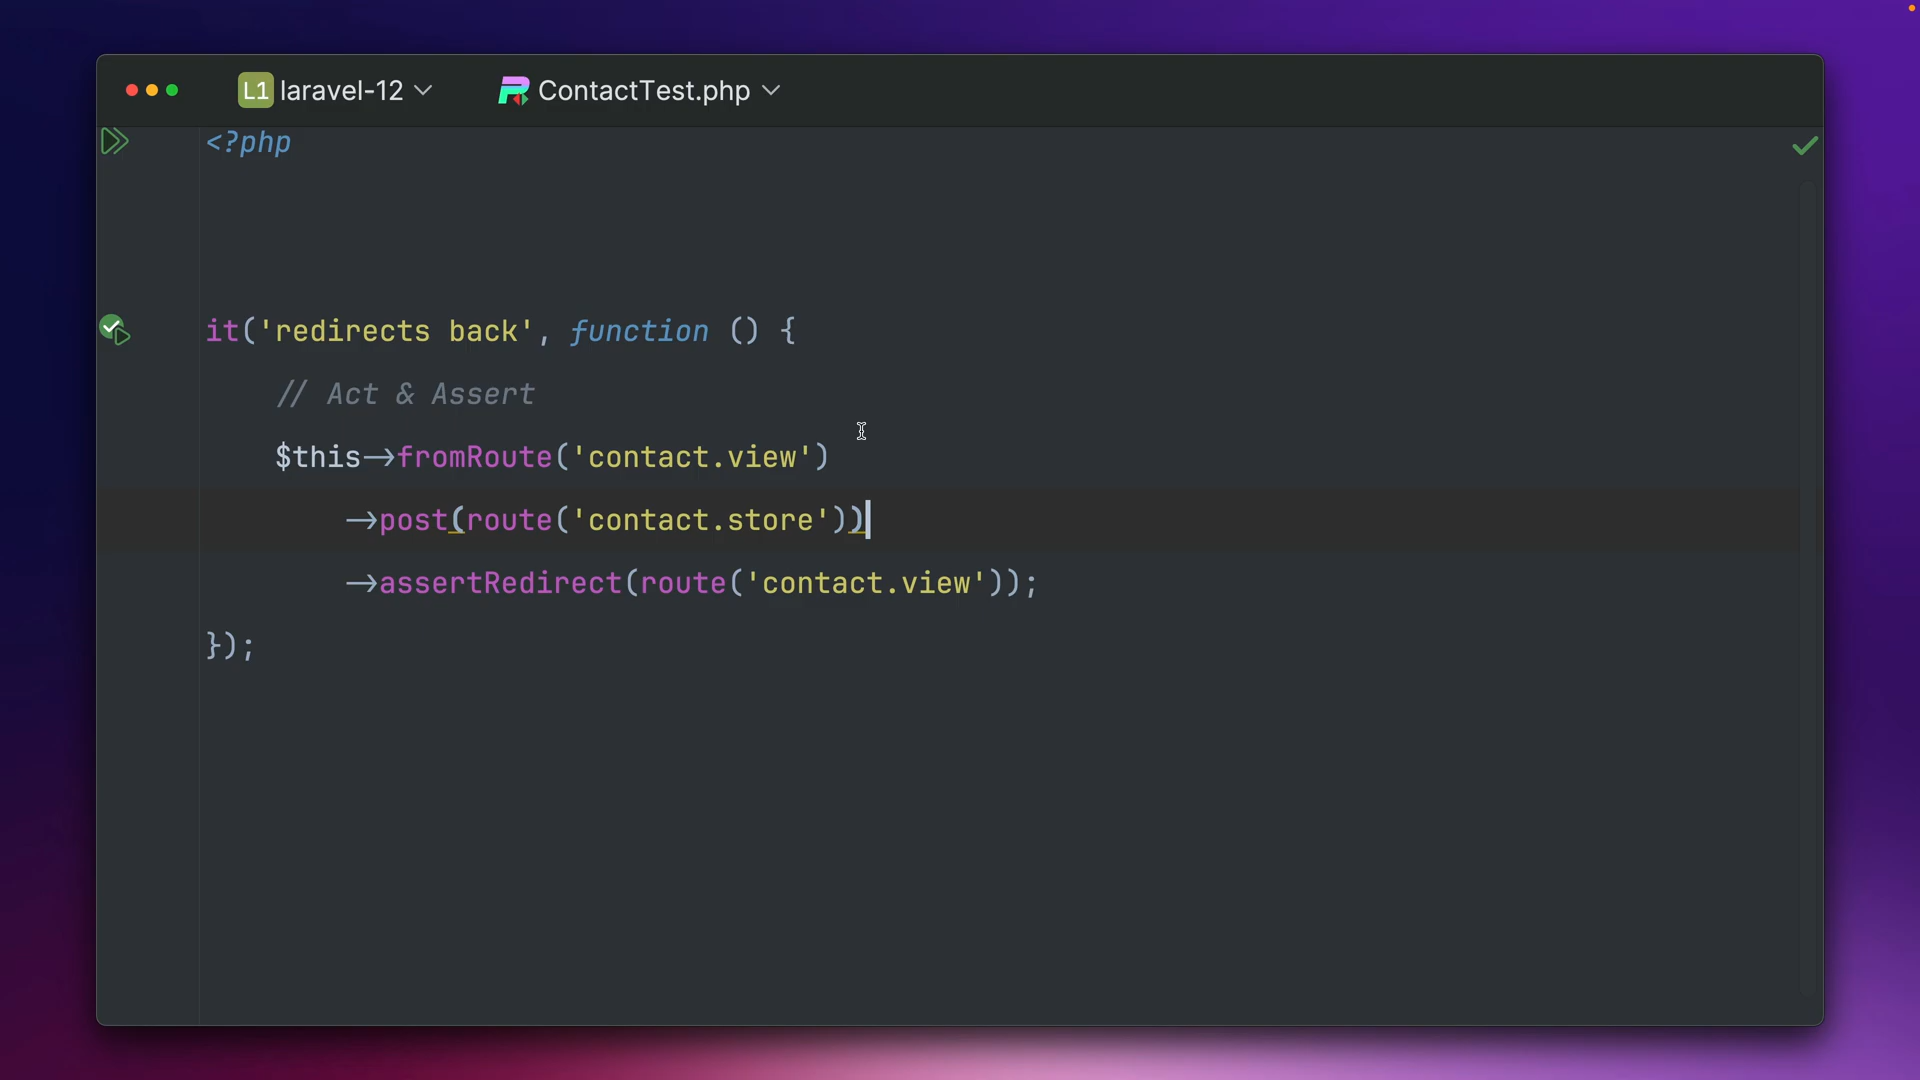 L1 laravel-12 ContactTest.php
<?php
it('redirects back', function () {
// Act & Assert
$this->fromRoute('contact.view')
->post(route('contact.store'))
->assertRedirect(route('contact.view'));
});